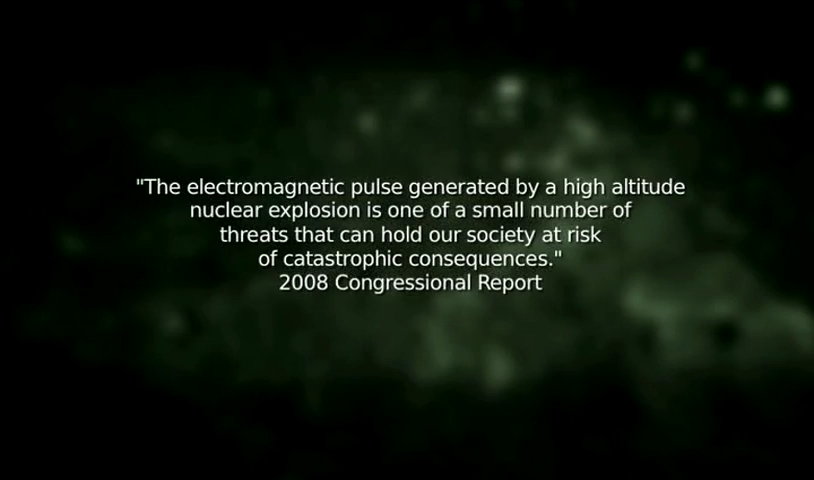 "The electromagnetic pulse generated by a high altitude
nuclear explosion is one of a small number of
threats that can hold our society at risk
of catastrophic consequences."
2008 Congressional Report